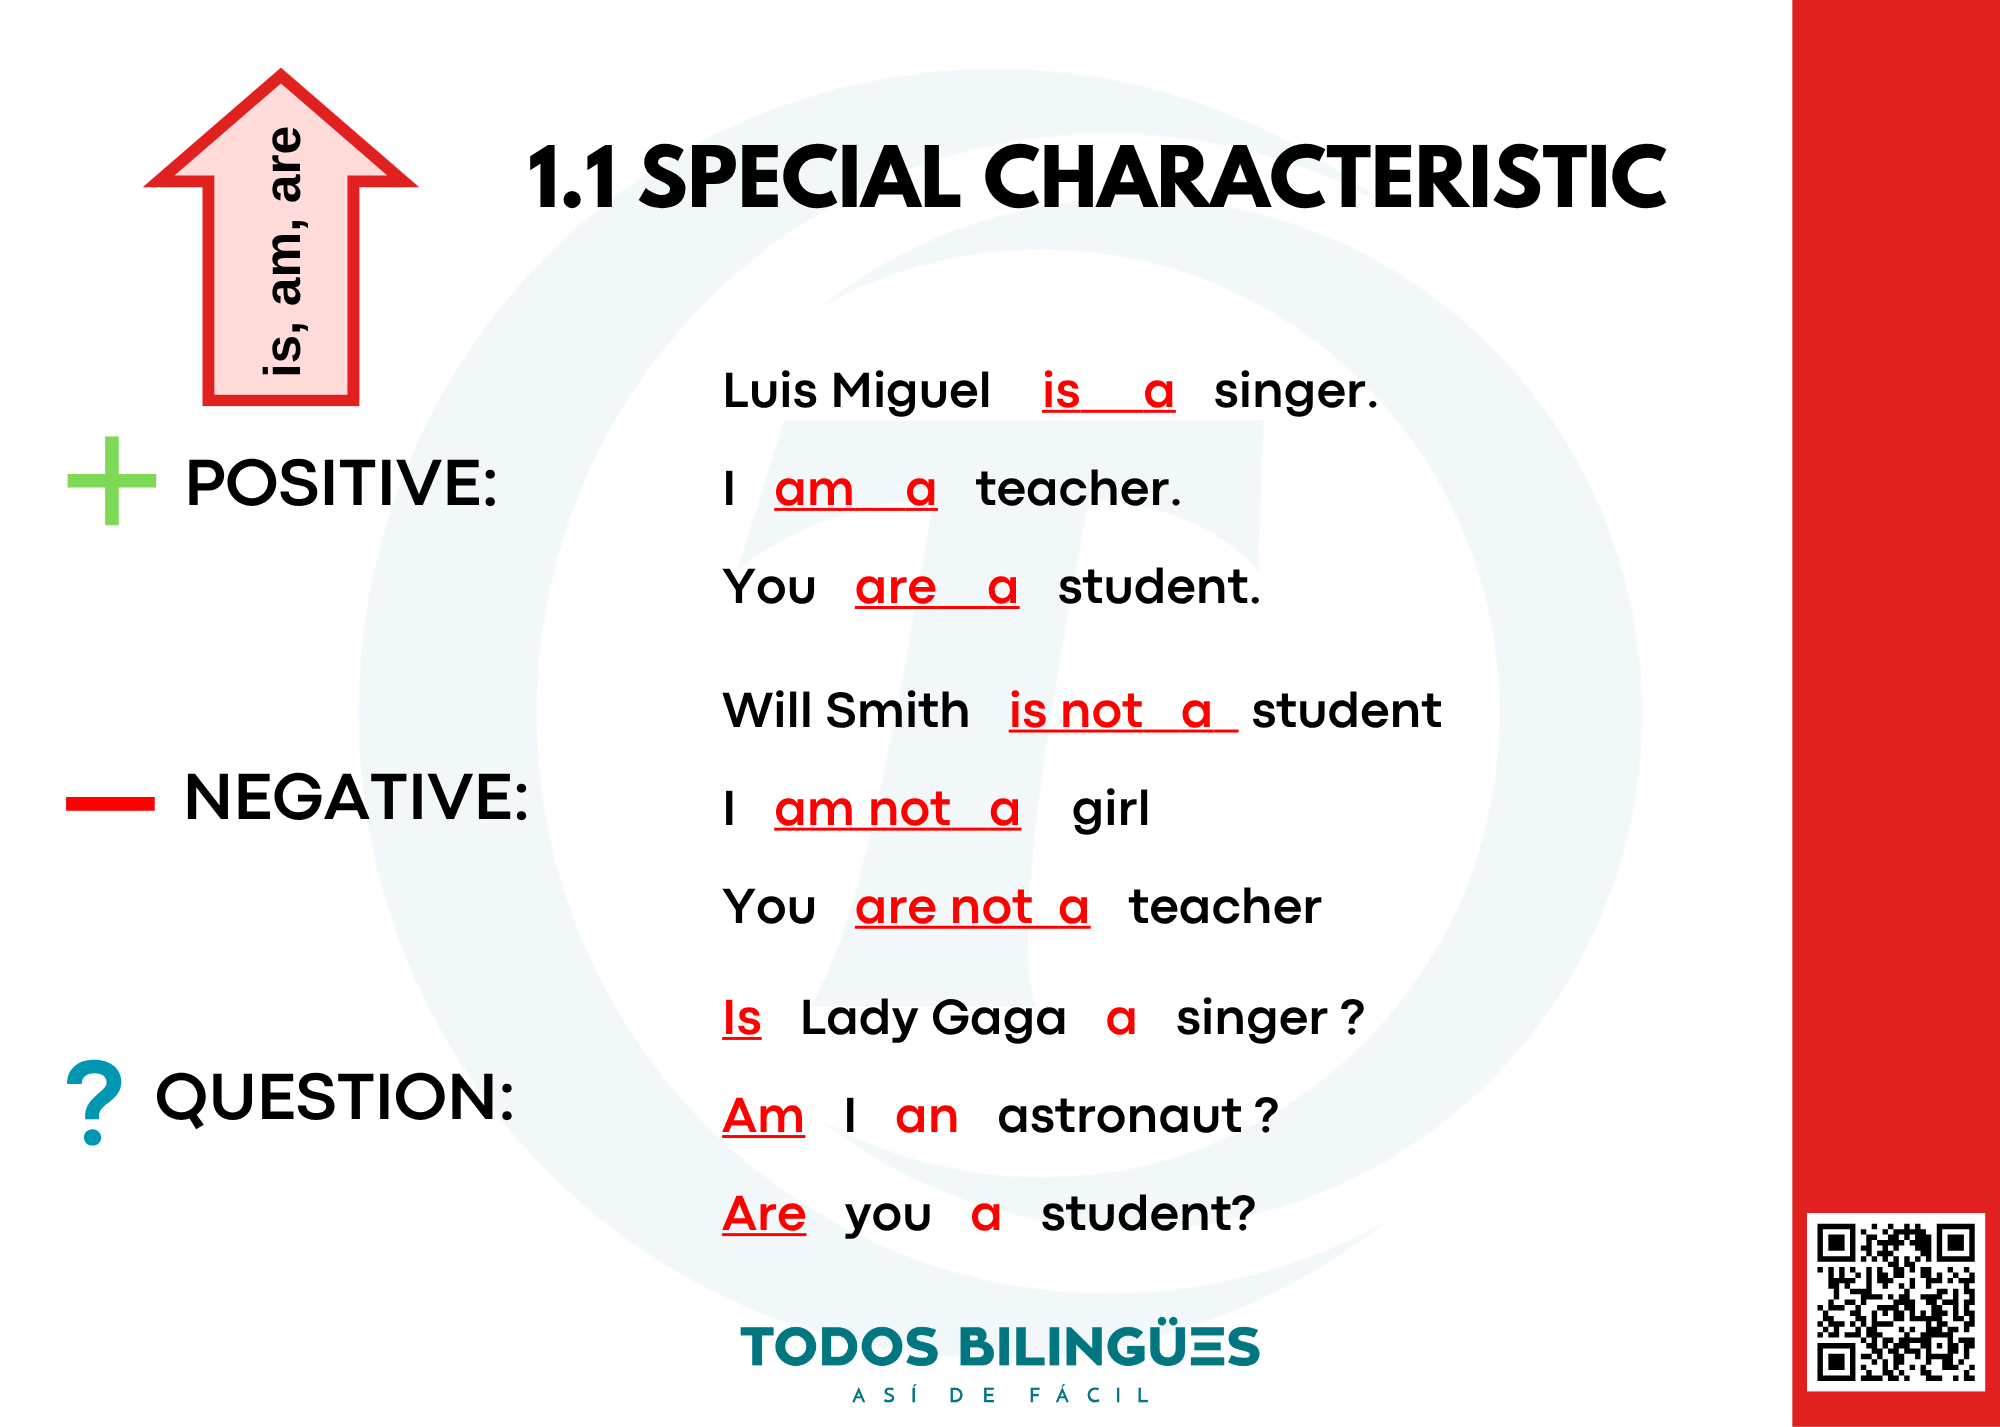 is, am, are
1.1 SPECIAL CHARACTERISTIC
POSITIVE:
Luis Miguel is a singer.
I am a teacher.
You are a student.
NEGATIVE:
Will Smith is not a student
I am not a girl
You are not a teacher
QUESTION:
Is Lady Gaga a singer ?
Am I an astronaut ?
Are you a student?
TODOS BILINGÜES
ASÍ DE FÁCIL